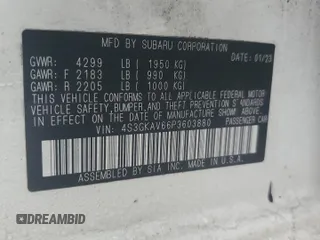 MFD BY SUBARU CORPORATION
GVWR: 4299 LB ( 1950 KG) DATE: 01/23
GAWR: F 2183 LB ( 990 KG)
GAWR: R 2205 LB ( 1000 KG)
THIS VEHICLE CONFORMS TO ALL APPLICABLE FEDERAL MOTOR
VEHICLE SAFETY, BUMPER, AND THEFT PREVENTION STANDARDS
IN EFFECT ON THE DATE OF MANUFACTURE SHOWN ABOVE.
VIN: 4S3GKAV66P3603880 PASSENGER CAR
MFD BY SIA INC. MADE IN U.S.A.
© DREAMBID